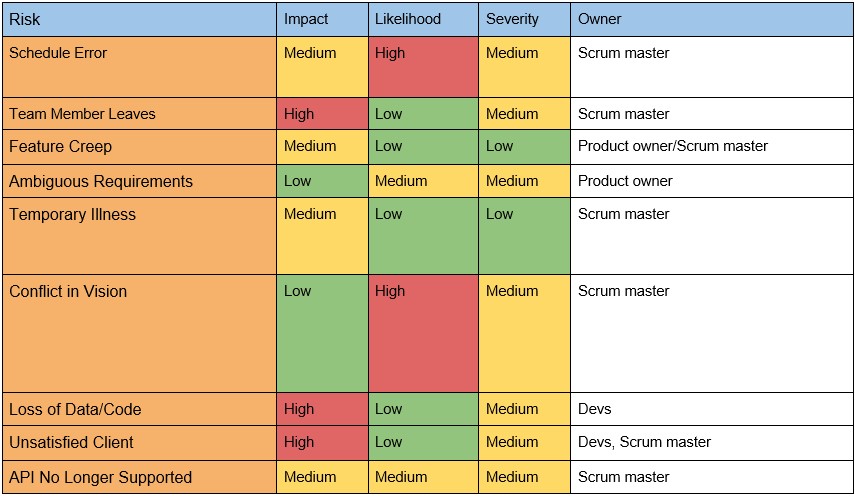 Risk Impact Likelihood Severity Owner
Schedule Error Medium High Medium Scrum master
Team Member Leaves High Low Medium Scrum master
Feature Creep Medium Low Low Product owner/Scrum master
Ambiguous Requirements Low Medium Medium Product owner
Temporary Illness Medium Low Low Scrum master
Conflict in Vision Low High Medium Scrum master
Loss of Data/Code High Low Medium Devs
Unsatisfied Client High Low Medium Devs, Scrum master
API No Longer Supported Medium Medium Medium Scrum master